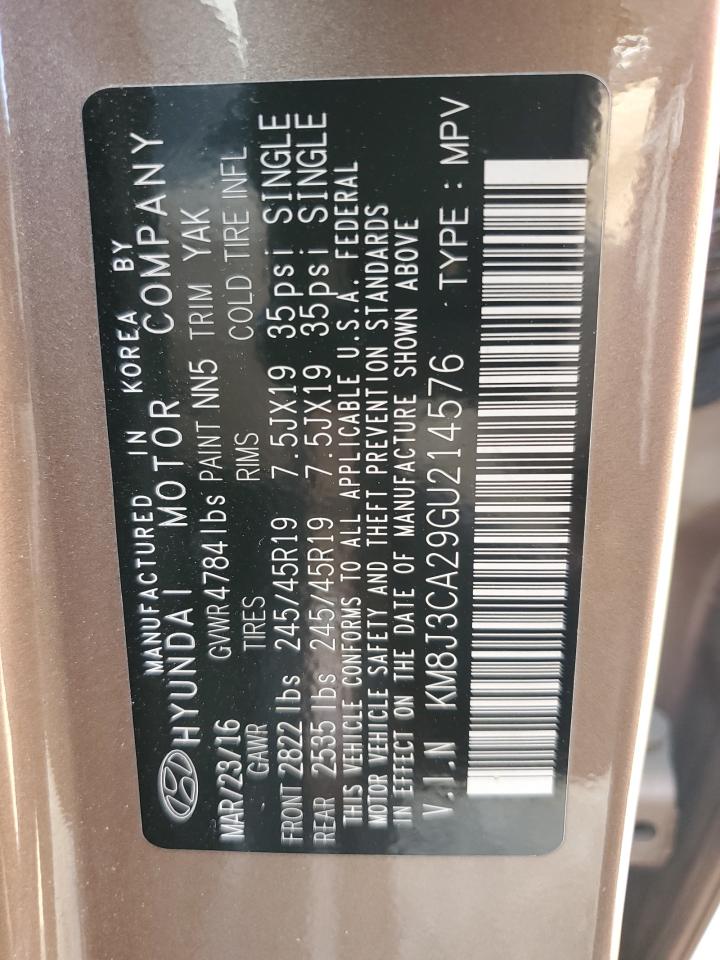 MANUFACTURED IN KOREA BY
HYUNDAI MOTOR COMPANY
MAR/23/16 GVWR 4784 lbs PAINT NN5 TRIM YAK
GAWR TIRES RIMS COLD TIRE INFL
FRONT 2822 lbs 245/45R19 7.5JX19 35psi SINGLE
REAR 2535 lbs 245/45R19 7.5JX19 35psi SINGLE
THIS VEHICLE CONFORMS TO ALL APPLICABLE U.S.A. FEDERAL
MOTOR VEHICLE SAFETY AND THEFT PREVENTION STANDARDS
IN EFFECT ON THE DATE OF MANUFACTURE SHOWN ABOVE
V.I.N KM8J3CA29GU214576 TYPE : MPV